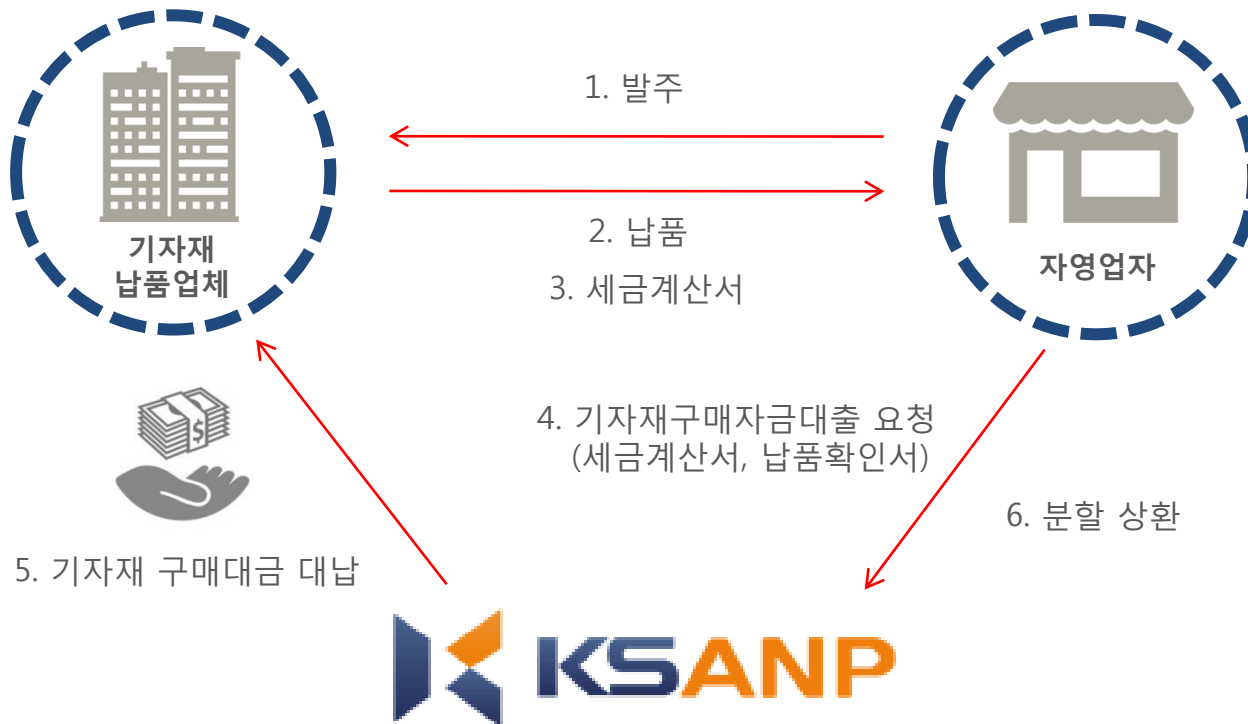 1. 발주
2. 납품
3. 세금계산서
기자재
납품업체
자영업자
4. 기자재구매자금대출 요청
(세금계산서, 납품확인서)
5. 기자재 구매대금 대납
6. 분할 상환
$
KSANP